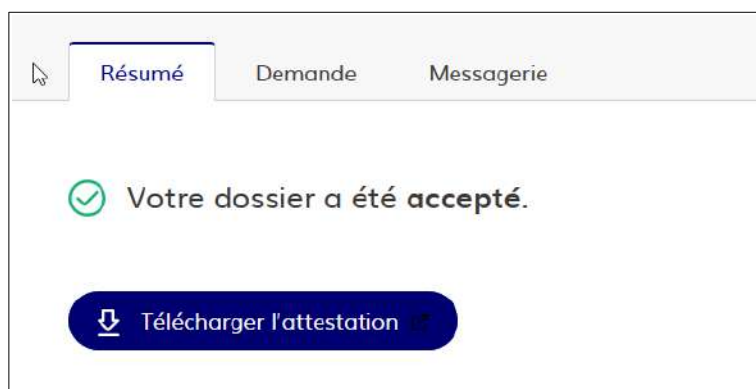 Résumé
Demande
Messagerie
Votre dossier a été accepté.
Télécharger l'attestation